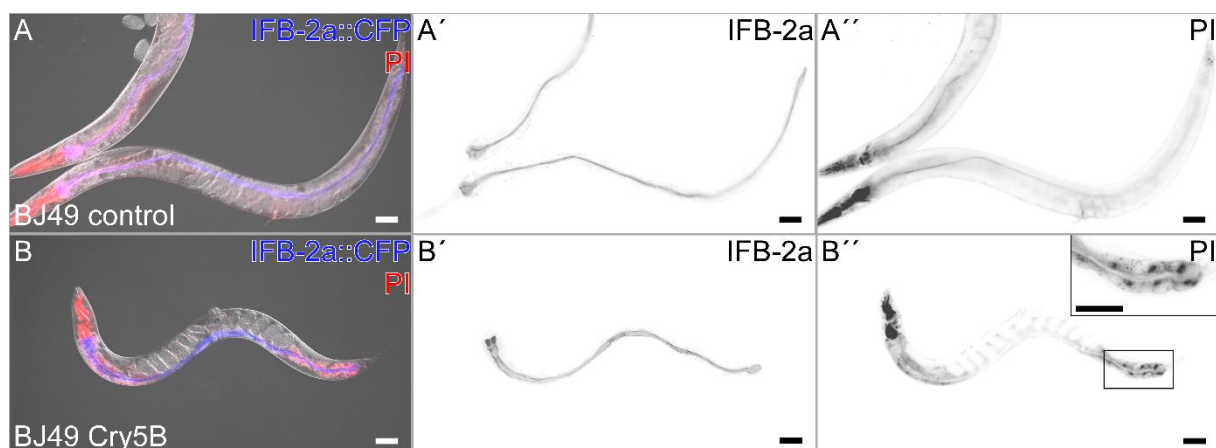 A
IFB-2a::CFP
PI
BJ49 control
A´
IFB-2a
A´´
PI
B
IFB-2a::CFP
PI
BJ49 Cry5B
B´
IFB-2a
B´´
PI